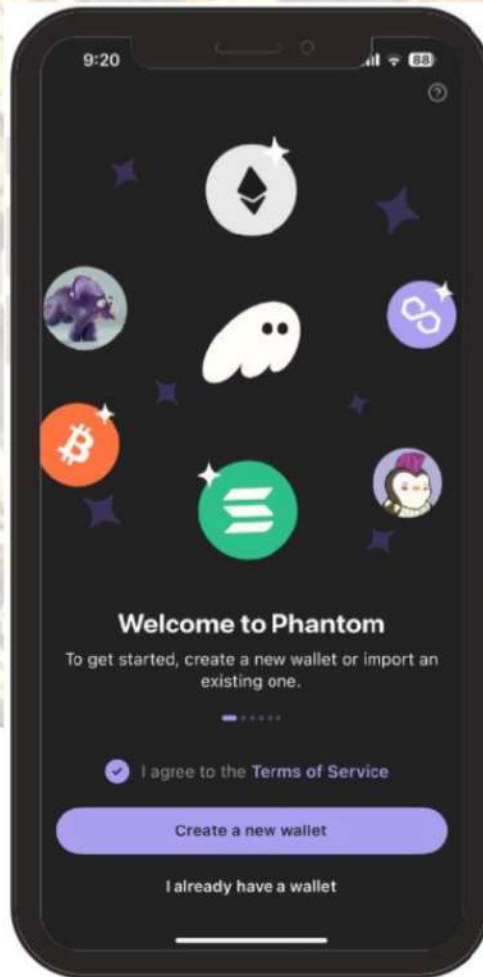 9:20
88
Welcome to Phantom
To get started, create a new wallet or import an
existing one.
I agree to the Terms of Service
Create a new wallet
I already have a wallet